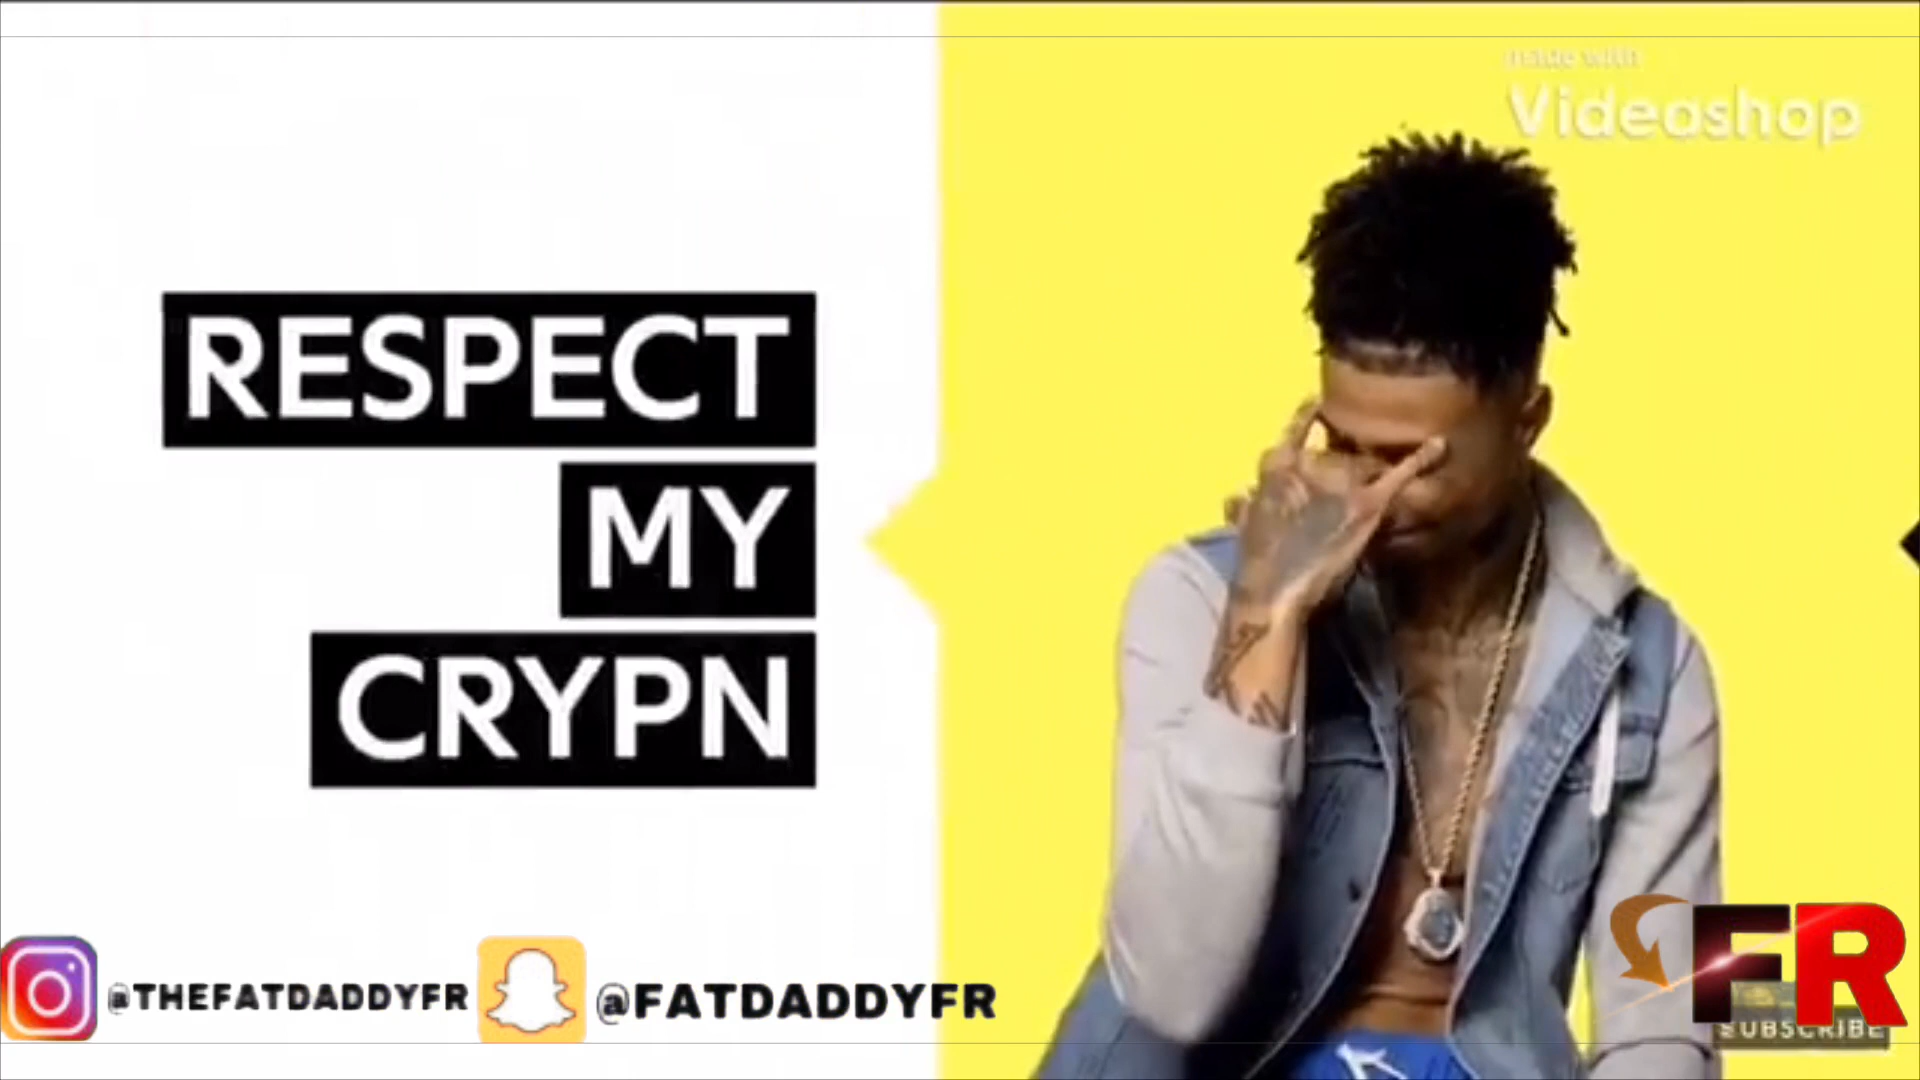 made with
Videoshop
RESPECT
MY
CRYPN
@THEFATDADDYFR
@FATDADDYFR
FR
SUBSCRIBE